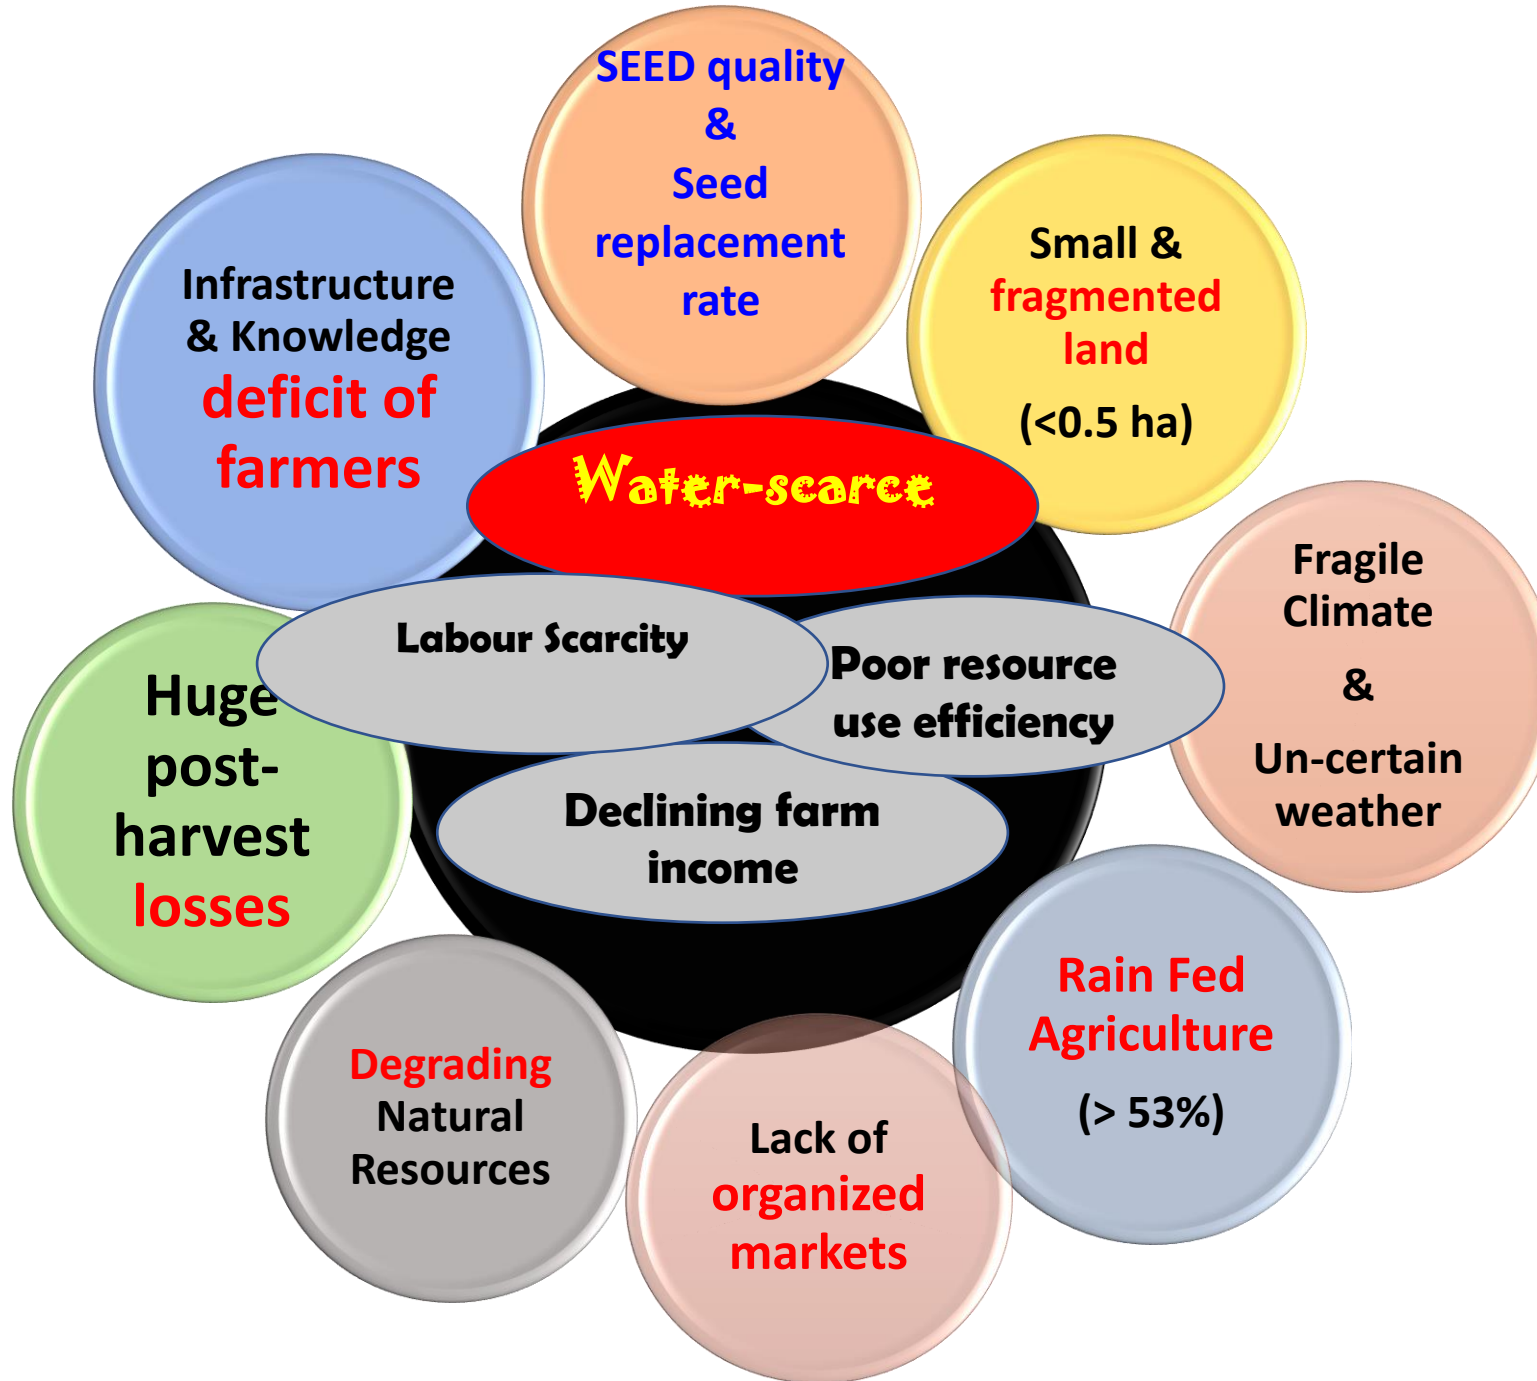 SEED quality
&
Seed
replacement
rate
Small &
fragmented
land
(<0.5 ha)
Infrastructure
& Knowledge
deficit of
farmers
Water-scarce
Fragile
Climate
&
Un-certain
weather
Labour Scarcity
Poor resource
use efficiency
Huge
post-
harvest
losses
Declining farm
income
Rain Fed
Agriculture
(> 53%)
Degrading
Natural
Resources
Lack of
organized
markets